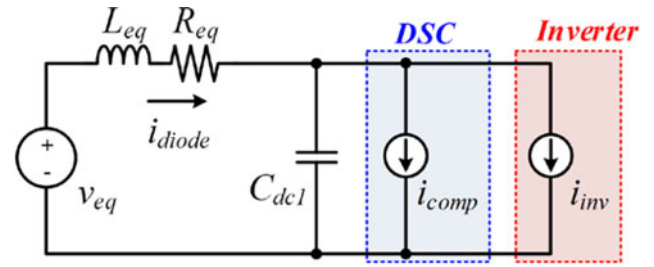 L_eq R_eq DSC Inverter
+
-
v_eq
i_diode
C_dc1
i_comp
i_inv